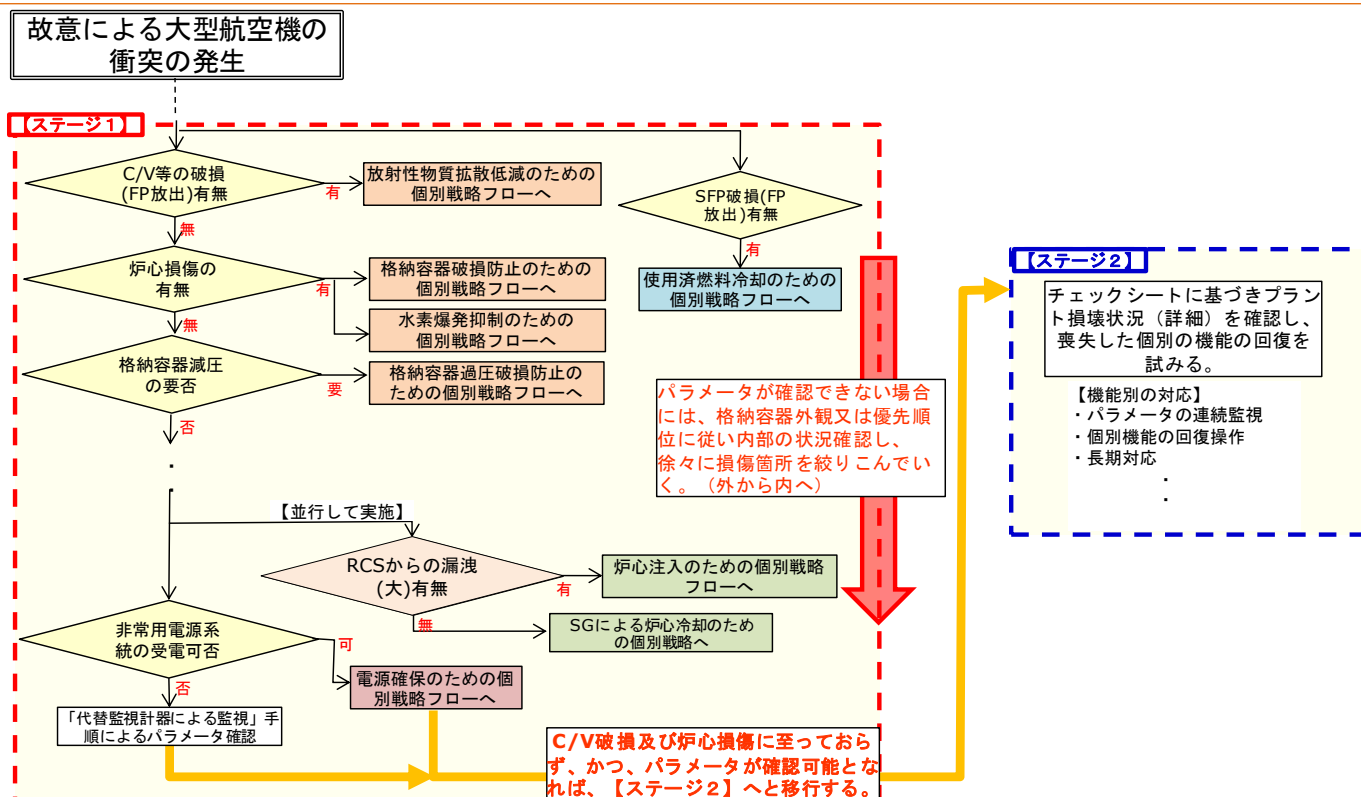 故意による大型航空機の
衝突の発生
【ステージ１】
C/V等の破損
(FP放出)有無
有
放射性物質拡散低減のための
個別戦略フローへ
SFP破損(FP
放出)有無
無
有
炉心損傷の
有無
有
格納容器破損防止のための
個別戦略フローへ
水素爆発抑制のための
個別戦略フローへ
使用済燃料冷却のための
個別戦略フローへ
無
格納容器減圧
の要否
要
格納容器過圧破損防止の
ための個別戦略フローへ
否
・
・
パラメータが確認できない場合
には、格納容器外観又は優先順
位に従い内部の状況確認し、
徐々に損傷箇所を絞りこんでい
く。（外から内へ）
【並行して実施】
RCSからの漏洩
(大)有無
有
炉心注入のための個別戦略
フローへ
無
SGによる炉心冷却のため
の個別戦略へ
非常用電源系
統の受電可否
可
電源確保のための個
別戦略フローへ
否
「代替監視計器による監視」手
順によるパラメータ確認
C/V破損及び炉心損傷に至っておら
ず、かつ、パラメータが確認可能とな
れば、【ステージ２】へと移行する。
【ステージ２】
チェックシートに基づきプラン
ト損壊状況（詳細）を確認し、
喪失した個別の機能の回復を
試みる。
【機能別の対応】
・パラメータの連続監視
・個別機能の回復操作
・長期対応
・
・